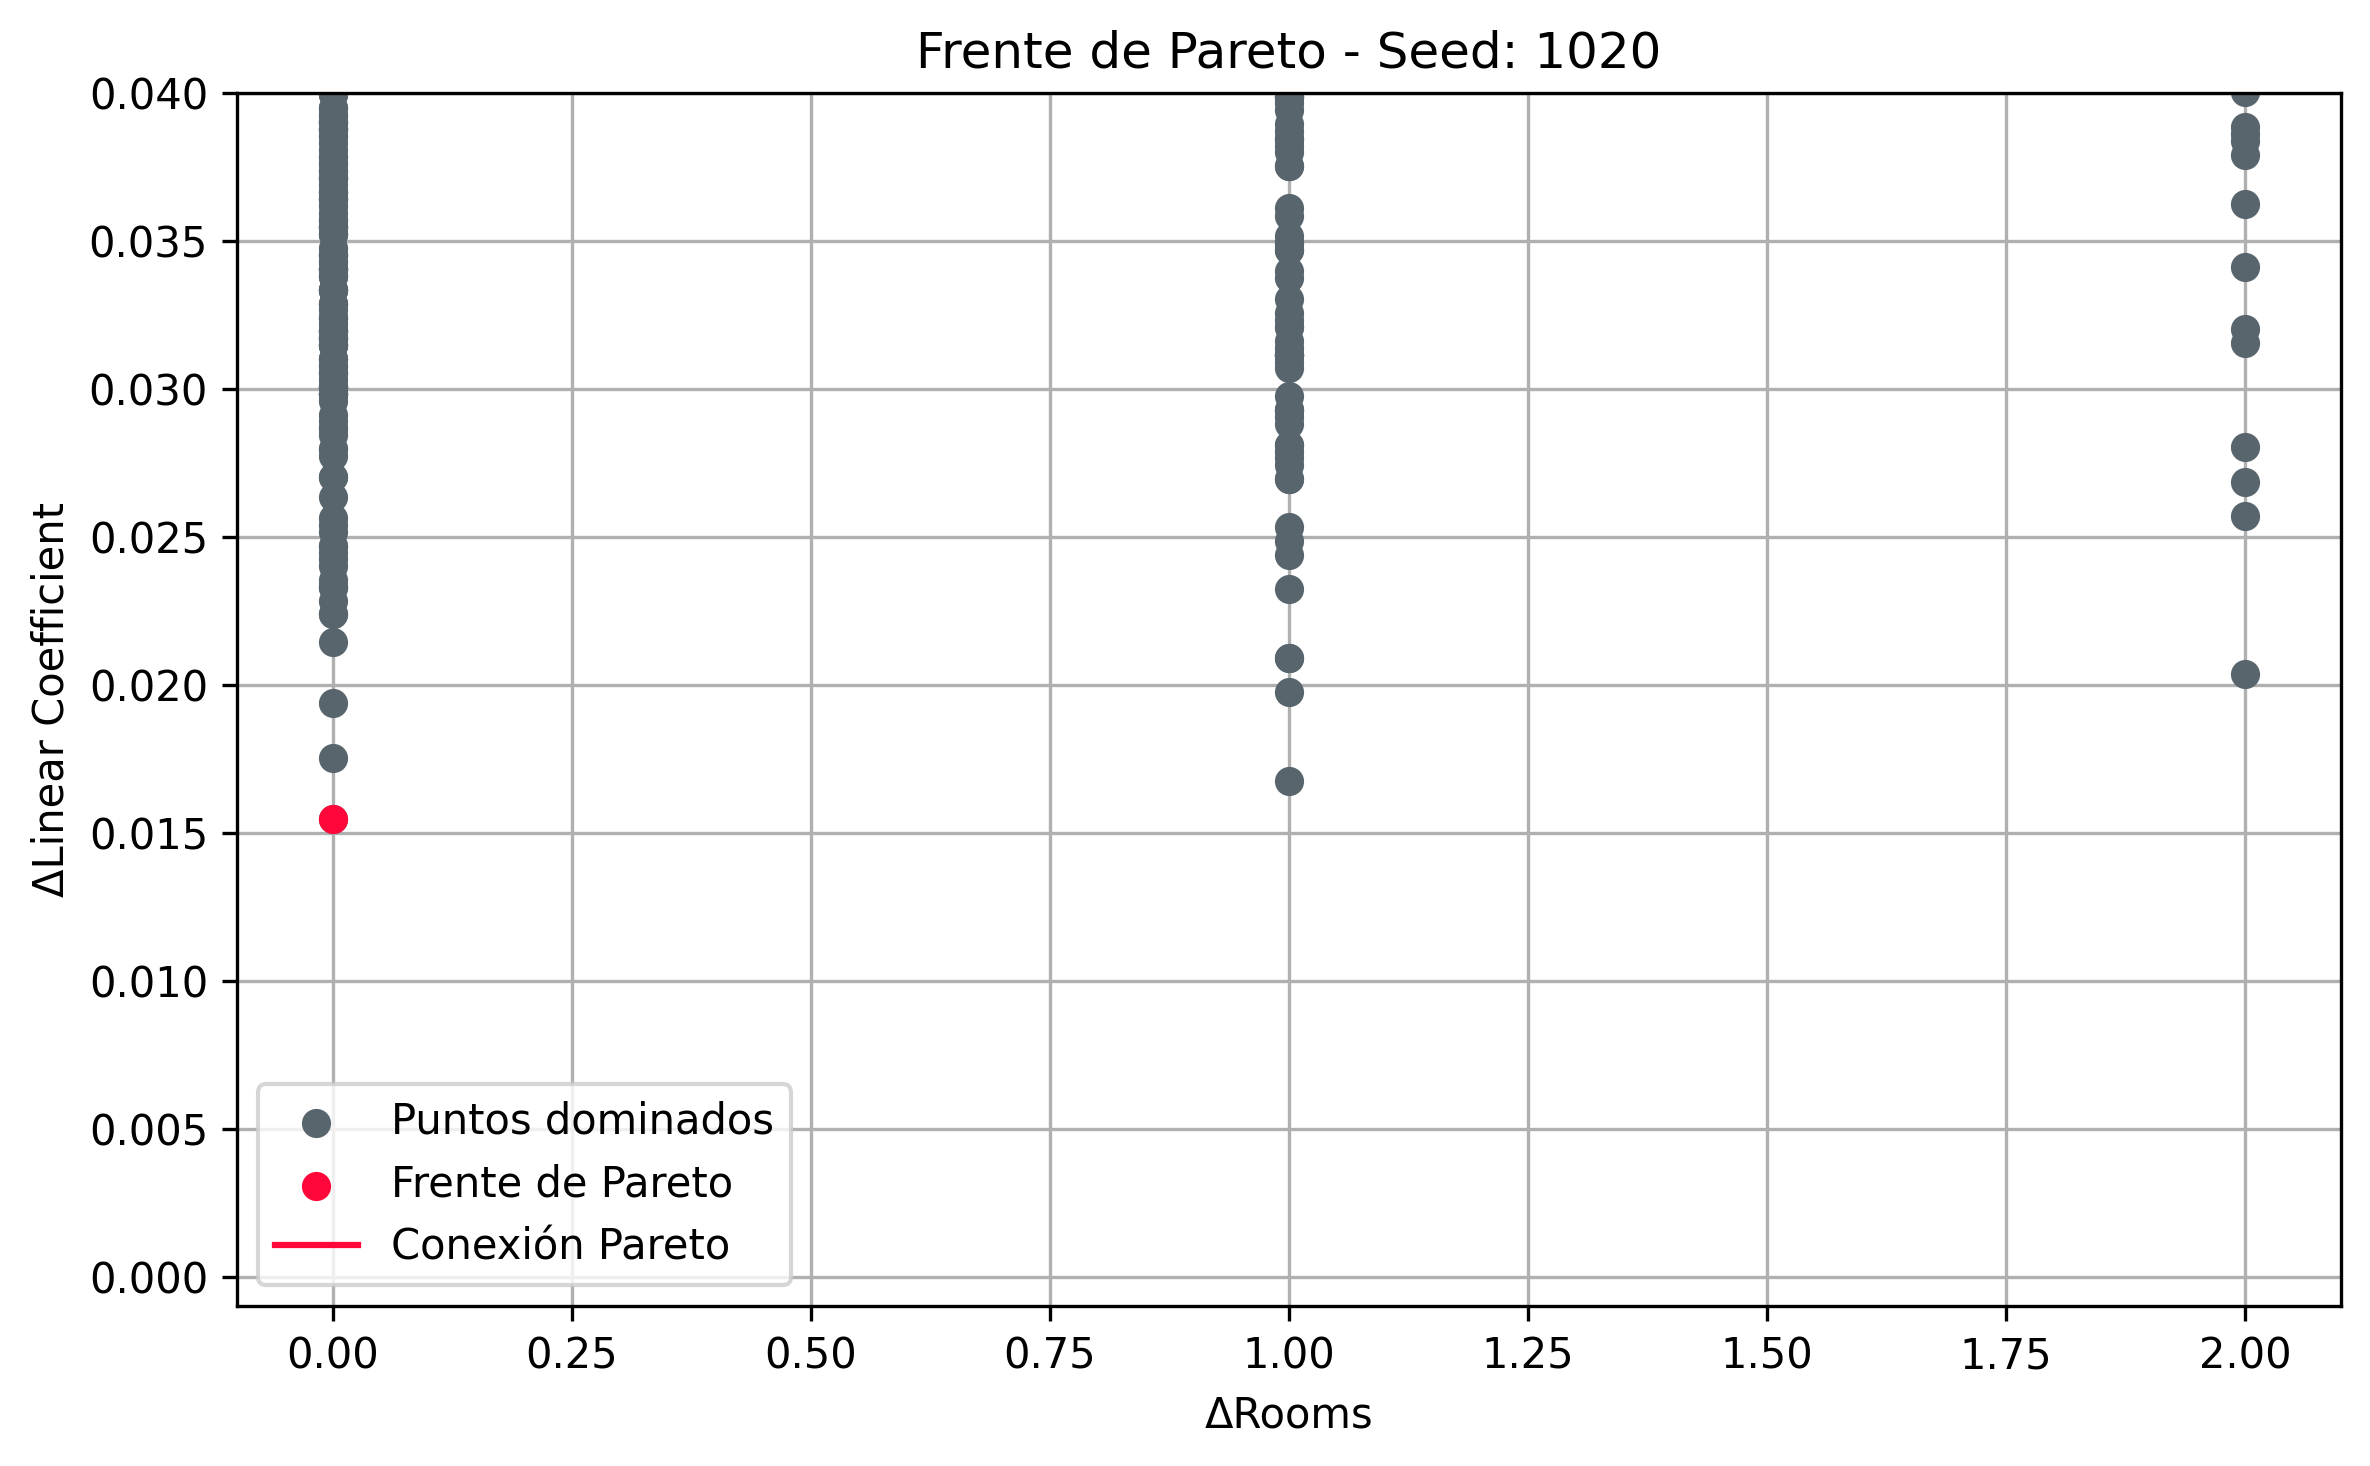 Frente de Pareto - Seed: 1020
0.040
0.035
0.030
0.025
0.020
0.015
0.010
0.005
0.000
ΔLinear Coefficient
Puntos dominados
Frente de Pareto
Conexión Pareto
0.00 0.25 0.50 0.75 1.00 1.25 1.50 1.75 2.00
ΔRooms